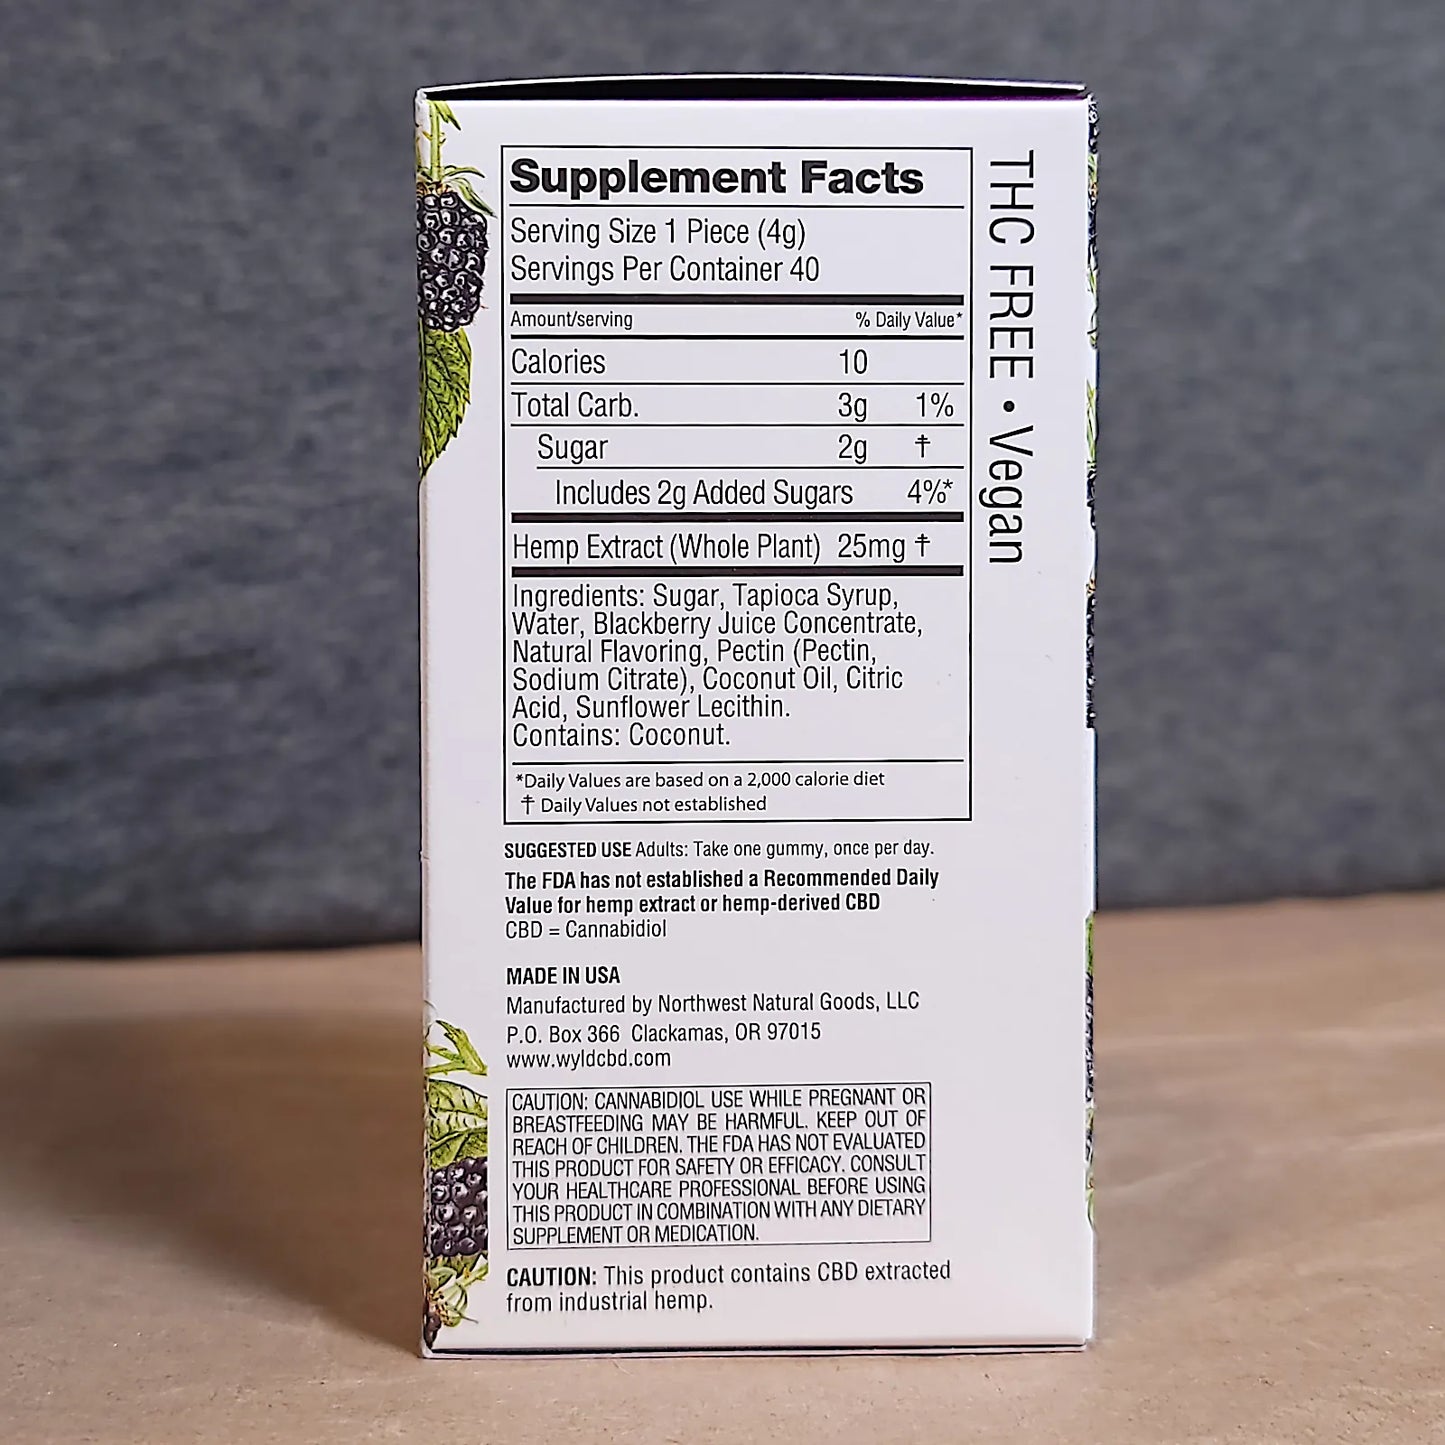 Supplement Facts
Serving Size 1 Piece (4g)
Servings Per Container 40
Amount/serving % Daily Value*
Calories 10
Total Carb. 3g 1%
Sugar 2g ☨
Includes 2g Added Sugars 4%*
Hemp Extract (Whole Plant) 25mg ☨
Ingredients: Sugar, Tapioca Syrup,
Water, Blackberry Juice Concentrate,
Natural Flavoring, Pectin (Pectin,
Sodium Citrate), Coconut Oil, Citric
Acid, Sunflower Lecithin.
Contains: Coconut.
*Daily Values are based on a 2,000 calorie diet
☨ Daily Values not established
THC FREE • Vegan
SUGGESTED USE Adults: Take one gummy, once per day.
The FDA has not established a Recommended Daily
Value for hemp extract or hemp-derived CBD
CBD = Cannabidiol
MADE IN USA
Manufactured by Northwest Natural Goods, LLC
P.O. Box 366 Clackamas, OR 97015
www.wyldcbd.com
CAUTION: CANNABIDIOL USE WHILE PREGNANT OR
BREASTFEEDING MAY BE HARMFUL. KEEP OUT OF
REACH OF CHILDREN. THE FDA HAS NOT EVALUATED
THIS PRODUCT FOR SAFETY OR EFFICACY. CONSULT
YOUR HEALTHCARE PROFESSIONAL BEFORE USING
THIS PRODUCT IN COMBINATION WITH ANY DIETARY
SUPPLEMENT OR MEDICATION.
CAUTION: This product contains CBD extracted
from industrial hemp.